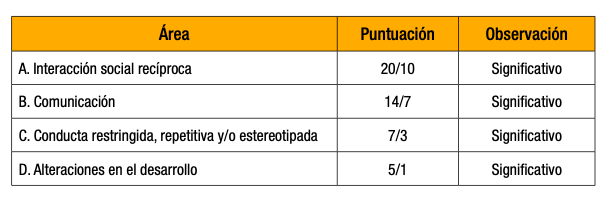 Área Puntuación Observación
A. Interacción social recíproca 20/10 Significativo
B. Comunicación 14/7 Significativo
C. Conducta restringida, repetitiva y/o estereotipada 7/3 Significativo
D. Alteraciones en el desarrollo 5/1 Significativo